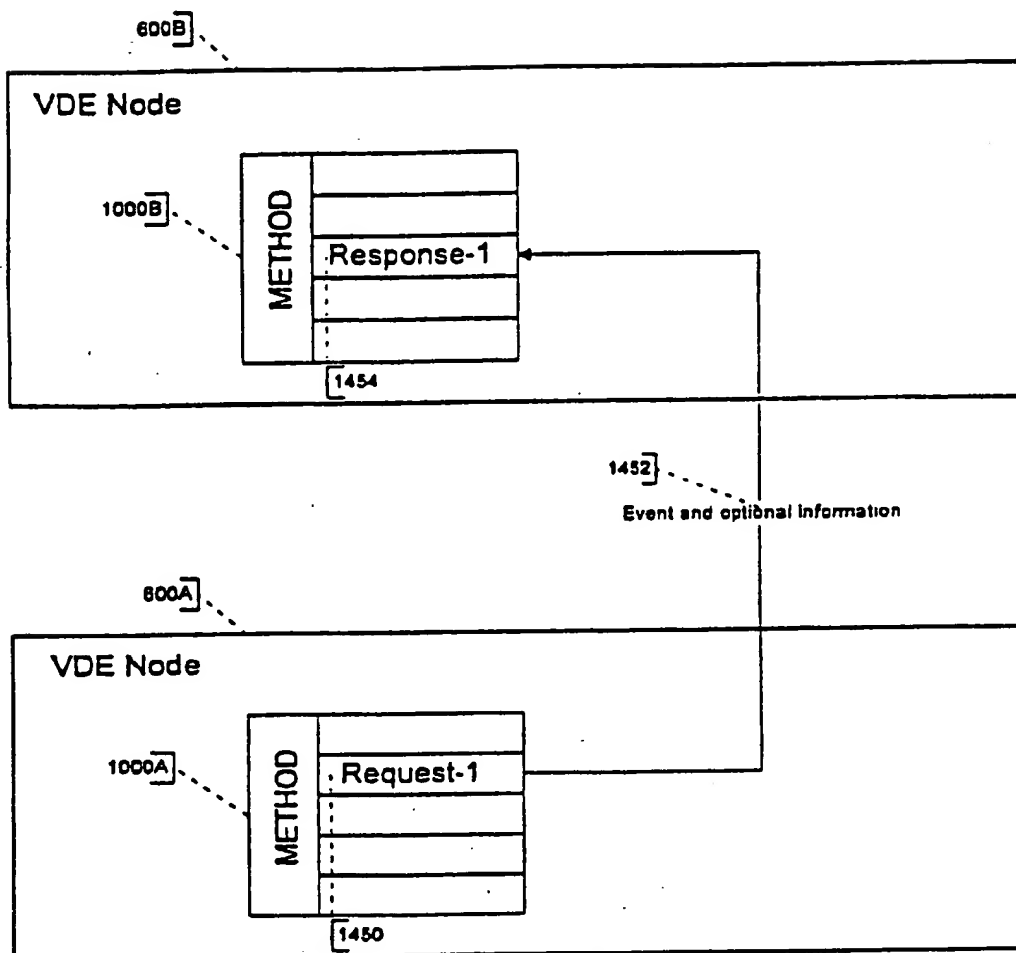 600B
VDE Node
1000B
METHOD
Response-1
1454
1452
Event and optional information
600A
VDE Node
1000A
METHOD
Request-1
1450